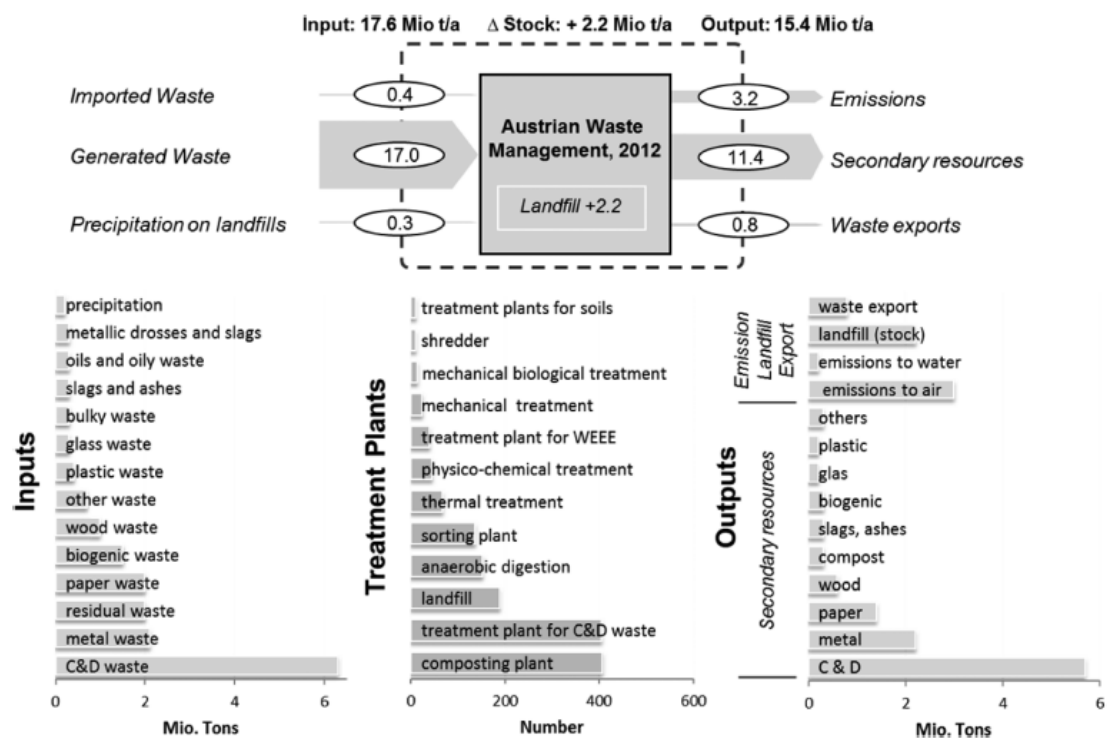 Input: 17.6 Mio t/a Δ Stock: + 2.2 Mio t/a Output: 15.4 Mio t/a
Imported Waste
0.4
3.2
Emissions
Generated Waste
17.0
Austrian Waste
Management, 2012
11.4
Secondary resources
Landfill +2.2
Precipitation on landfills
0.3
0.8
Waste exports
Inputs
precipitation
metallic drosses and slags
oils and oily waste
slags and ashes
bulky waste
glass waste
plastic waste
other waste
wood waste
biogenic waste
paper waste
residual waste
metal waste
C&D waste
0 2 4 6
Mio. Tons
Treatment Plants
treatment plants for soils
shredder
mechanical biological treatment
mechanical treatment
treatment plant for WEEE
physico-chemical treatment
thermal treatment
sorting plant
anaerobic digestion
landfill
treatment plant for C&D waste
composting plant
0 200 400 600
Number
Outputs
Emission
Landfill
Export
Secondary resources
waste export
landfill (stock)
emissions to water
emissions to air
others
plastic
glas
biogenic
slags, ashes
compost
wood
paper
metal
C & D
0 2 4 6
Mio. Tons